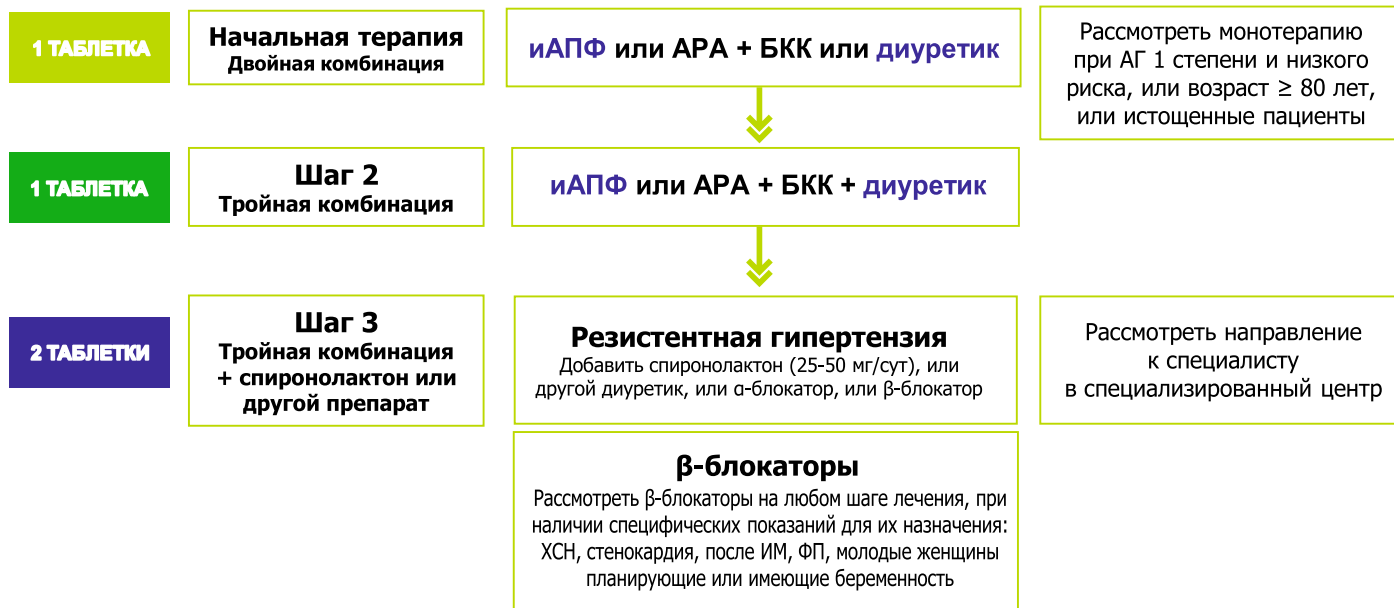 1 ТАБЛЕТКА
Начальная терапия
Двойная комбинация
иАПФ или АРА + БКК или диуретик
Рассмотреть монотерапию
при АГ 1 степени и низкого
риска, или возраст ≥ 80 лет,
или истощенные пациенты
1 ТАБЛЕТКА
Шаг 2
Тройная комбинация
иАПФ или АРА + БКК + диуретик
2 ТАБЛЕТКИ
Шаг 3
Тройная комбинация
+ спиронолактон или
другой препарат
Резистентная гипертензия
Добавить спиронолактон (25-50 мг/сут), или
другой диуретик, или α-блокатор, или β-блокатор
Рассмотреть направление
к специалисту
в специализированный центр
β-блокаторы
Рассмотреть β-блокаторы на любом шаге лечения, при
наличии специфических показаний для их назначения:
ХСН, стенокардия, после ИМ, ФП, молодые женщины
планирующие или имеющие беременность